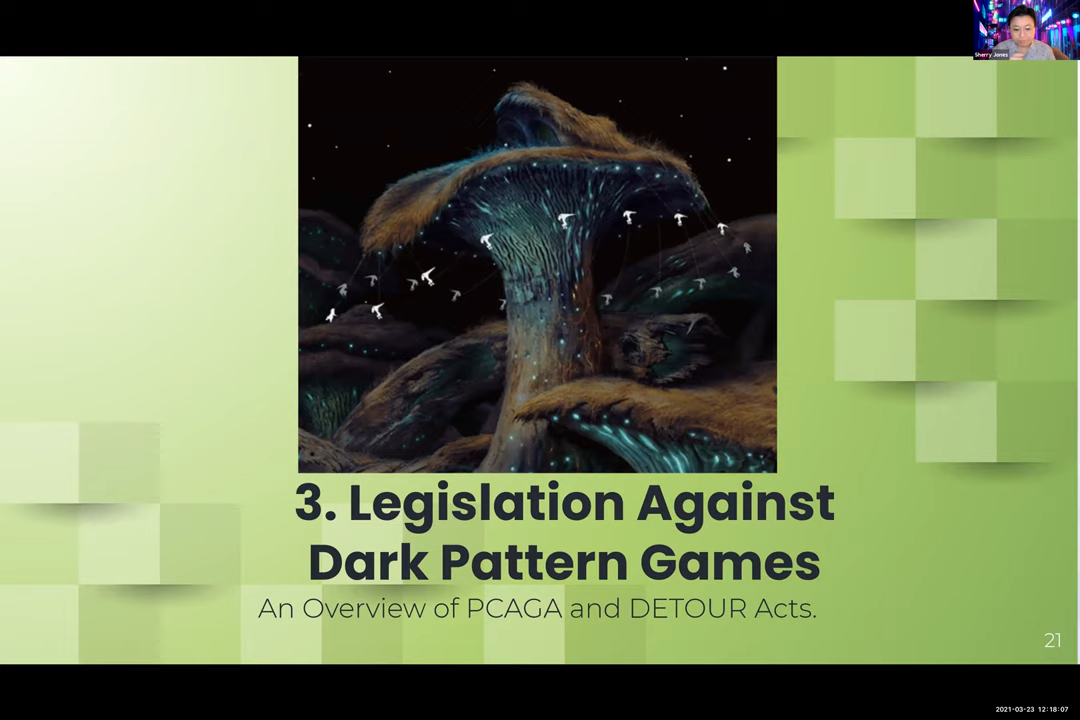 Sherry Jones
3. Legislation Against
Dark Pattern Games
An Overview of PCAGA and DETOUR Acts.
21
2021-03-23 12:18:07